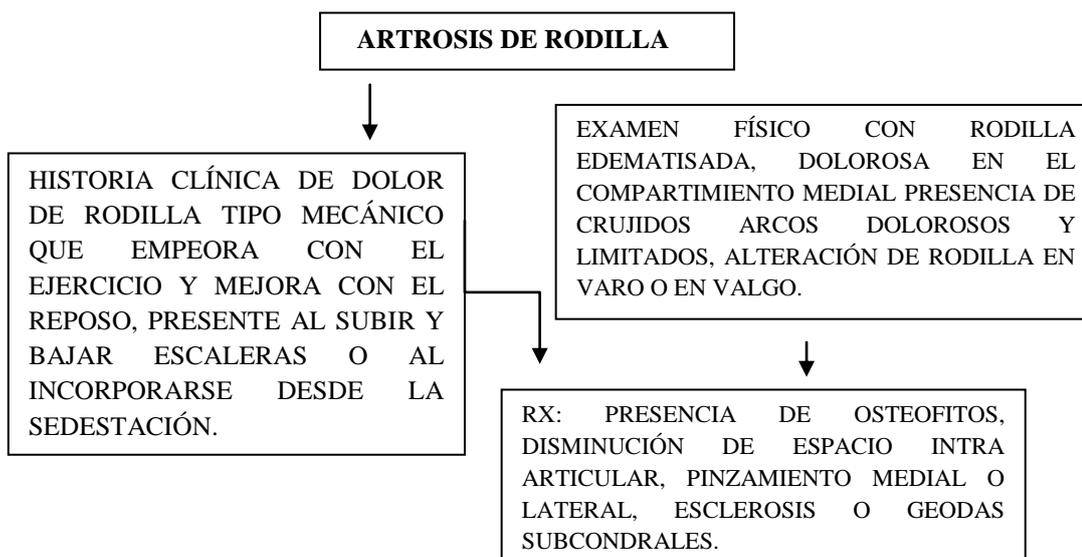 ARTROSIS DE RODILLA
HISTORIA CLÍNICA DE DOLOR
DE RODILLA TIPO MECÁNICO
QUE EMPEORA CON EL
EJERCICIO Y MEJORA CON EL
REPOSO, PRESENTE AL SUBIR Y
BAJAR ESCALERAS O AL
INCORPORARSE DESDE LA
SEDESTACIÓN.
EXAMEN FÍSICO CON RODILLA
EDEMATISADA, DOLOROSA EN EL
COMPARTIMIENTO MEDIAL PRESENCIA DE
CRUJIDOS ARCOS DOLOROSOS Y
LIMITADOS, ALTERACIÓN DE RODILLA EN
VARO O EN VALGO.
RX: PRESENCIA DE OSTEOFITOS,
DISMINUCIÓN DE ESPACIO INTRA
ARTICULAR, PINZAMIENTO MEDIAL O
LATERAL, ESCLEROSIS O GEODAS
SUBCONDRALES.